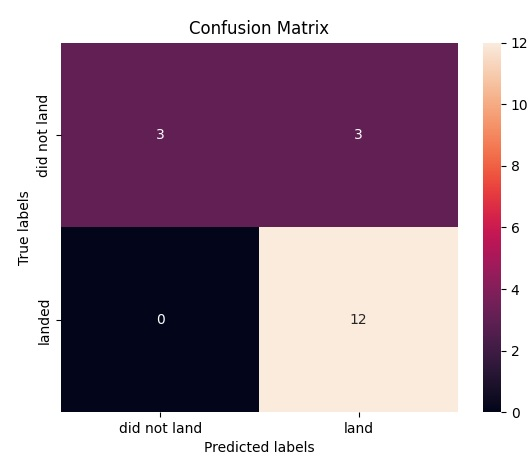 Confusion Matrix
True labels
did not land
landed
3
3
0
12
did not land
land
Predicted labels
12
10
8
6
4
2
0